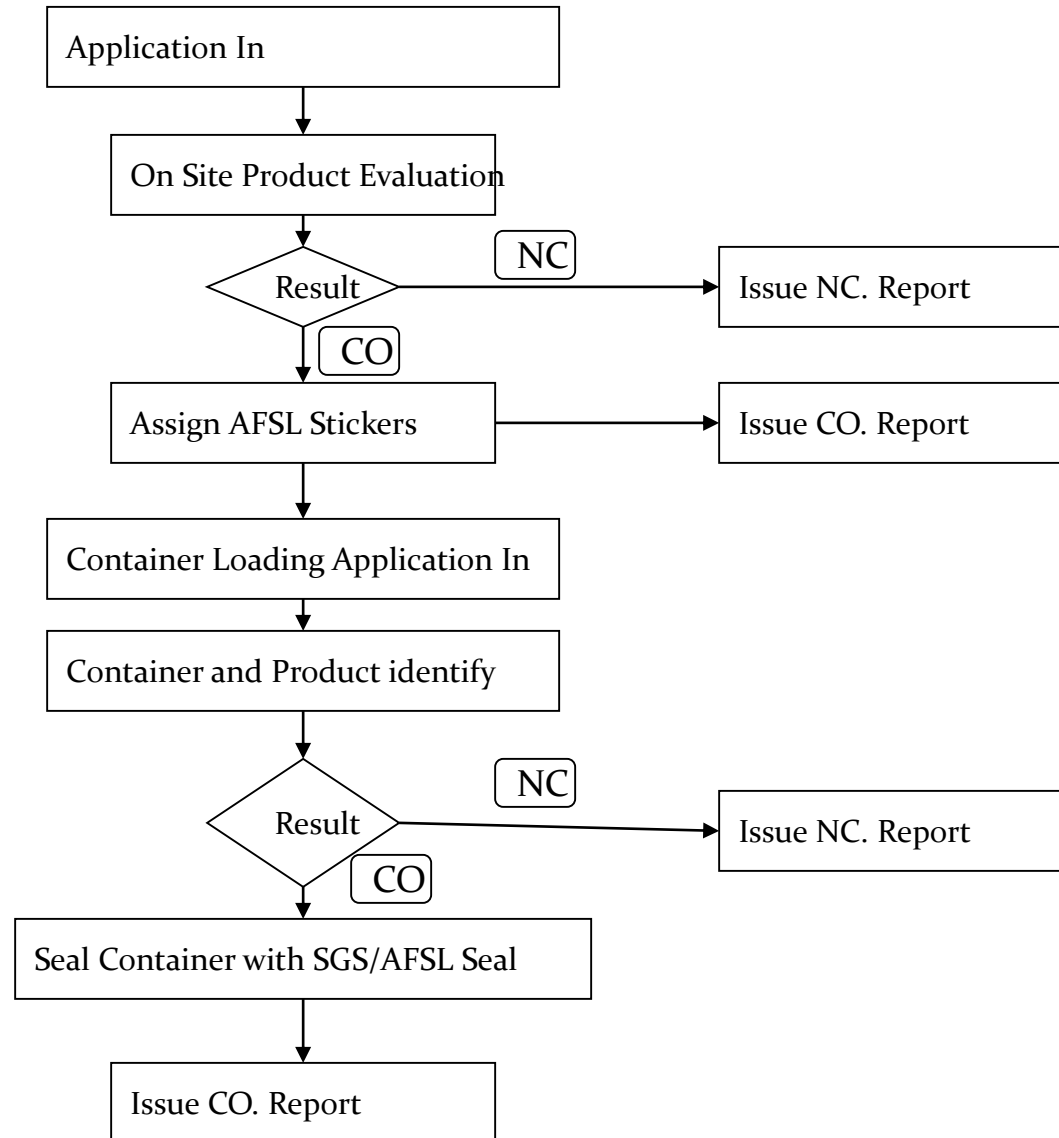 Application In
On Site Product Evaluation
NC
Result
Issue NC. Report
CO
Assign AFSL Stickers
Issue CO. Report
Container Loading Application In
Container and Product identify
NC
Result
Issue NC. Report
CO
Seal Container with SGS/AFSL Seal
Issue CO. Report